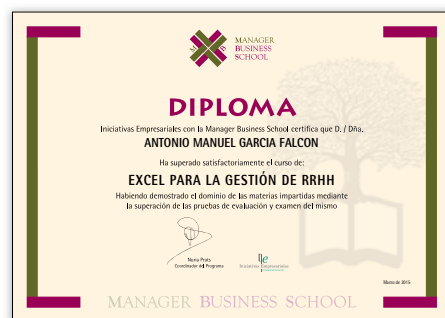 M B
MANAGER
BUSINESS
SCHOOL
DIPLOMA
Iniciativas Empresariales con la Manager Business School certifica que D. / Dña.
ANTONIO MANUEL GARCIA FALCON
Ha superado satisfactoriamente el curso de:
EXCEL PARA LA GESTIÓN DE RRHH
Habiendo demostrado el dominio de las materias impartidas mediante
la superación de las pruebas de evaluación y examen del mismo
Nuria Prats
Coordinador del Programa
Iniciativas Empresariales
Marzo de 2015
MANAGER BUSINESS SCHOOL